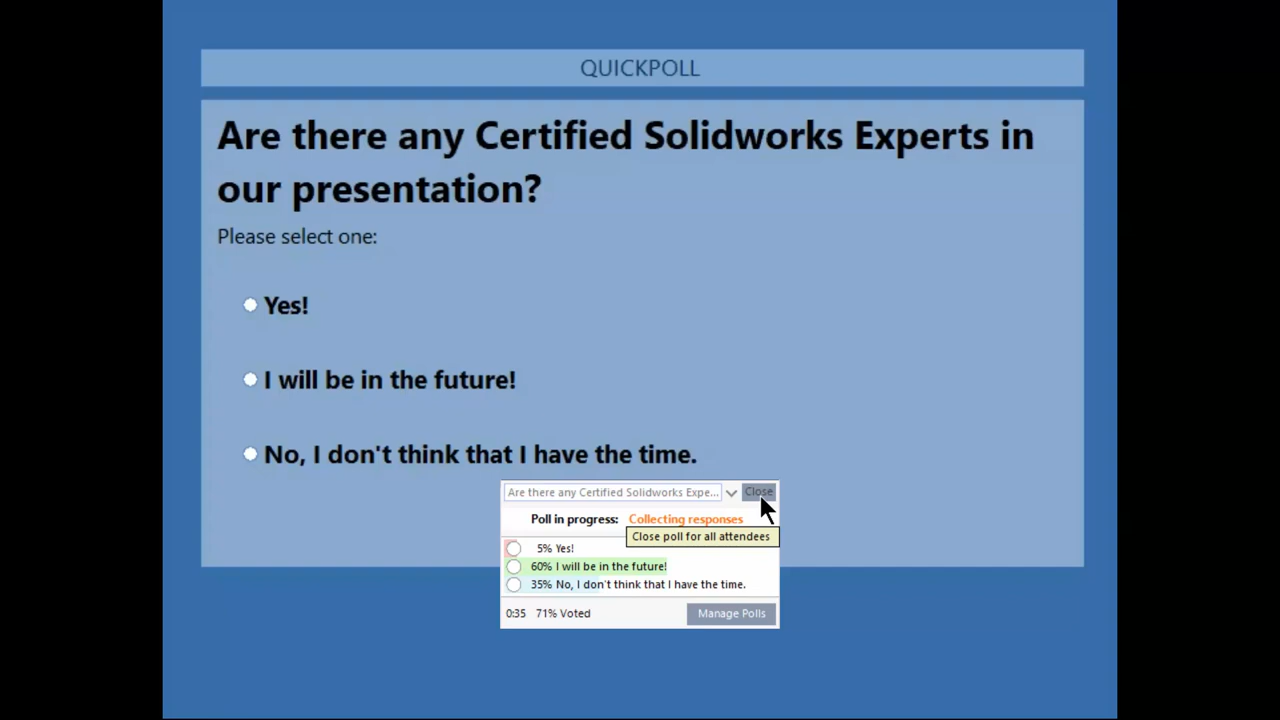 QUICKPOLL
Are there any Certified Solidworks Experts in
our presentation?
Please select one:
Yes!
I will be in the future!
No, I don't think that I have the time.
Are there any Certified Solidworks Expe... Close
Poll in progress: Collecting responses
Close poll for all attendees
5% Yes!
60% I will be in the future!
35% No, I don't think that I have the time.
0:35 71% Voted Manage Polls